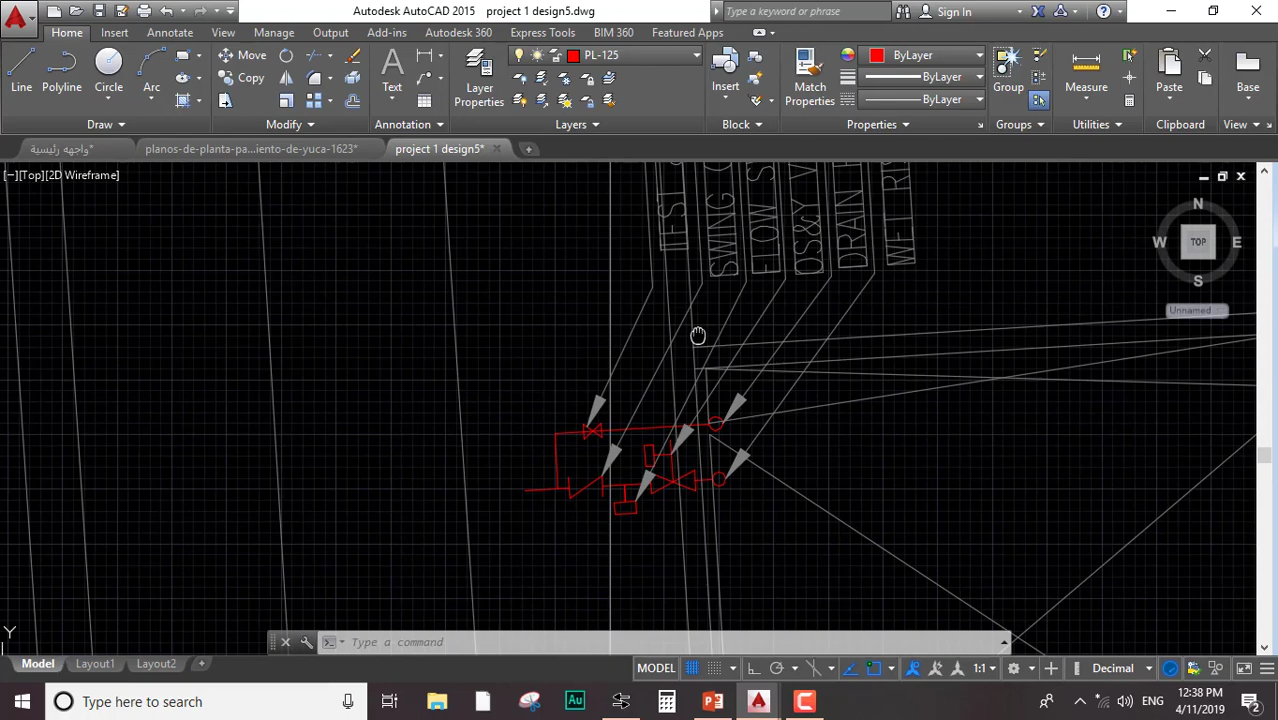 Autodesk AutoCAD 2015 project 1 design5.dwg
Type a keyword or phrase
Sign In
Home Insert Annotate View Manage Output Add-ins Autodesk 360 Express Tools BIM 360 Featured Apps
Line Polyline Circle Arc
Move
Copy
Text
Layer Properties
PL-125
Insert
Match Properties
ByLayer
ByLayer
ByLayer
Group
Measure
Paste
Base
Draw Modify Annotation Layers Block Properties Groups Utilities Clipboard View
واجهه رئيسية*
planos-de-planta-pa...iento-de-yuca-1623*
project 1 design5*
[−][Top][2D Wireframe]
SWING
DRAIN
N
W TOP E
S
Unnamed
Y
Type a command
Model Layout1 Layout2
MODEL
1:1
Decimal
Type here to search
Au
ENG
12:38 PM
4/11/2019
2